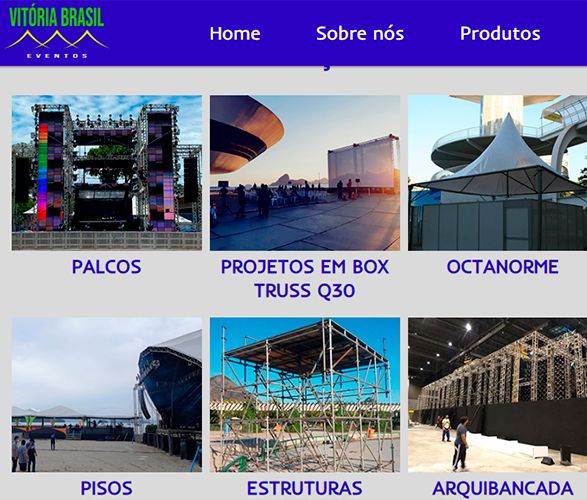 VITÓRIA BRASIL
EVENTOS
Home Sobre nós Produtos
PALCOS
PROJETOS EM BOX
TRUSS Q30
OCTANORME
PISOS
ESTRUTURAS
ARQUIBANCADA